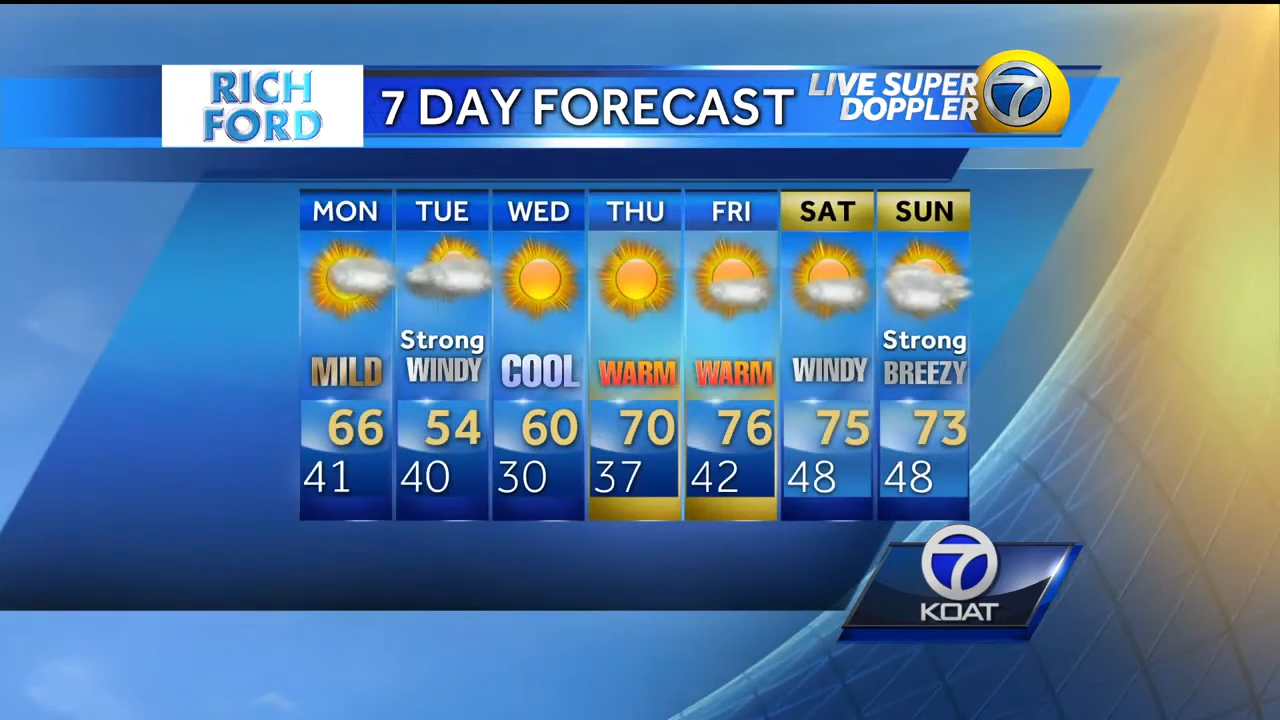 RICH
FORD
7 DAY FORECAST
LIVE SUPER
DOPPLER
7
MON TUE WED THU FRI SAT SUN
Strong Strong
MILD WINDY COOL WARM WARM WINDY BREEZY
66 54 60 70 76 75 73
41 40 30 37 42 48 48
7
KOAT